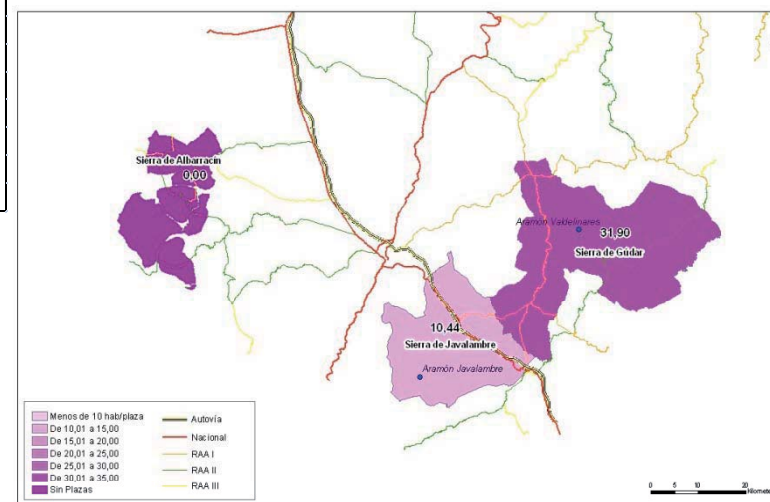 Sierra de Albarracín
0,00
Aramón Valdelinares
31,90
Sierra de Gúdar
10,44
Sierra de Javalambre
Aramón Javalambre
Menos de 10 hab/plaza
De 10,01 a 15,00
De 15,01 a 20,00
De 20,01 a 25,00
De 25,01 a 30,00
De 30,01 a 35,00
Sin Plazas
Autovía
Nacional
RAA I
RAA II
RAA III
0 5 10 20